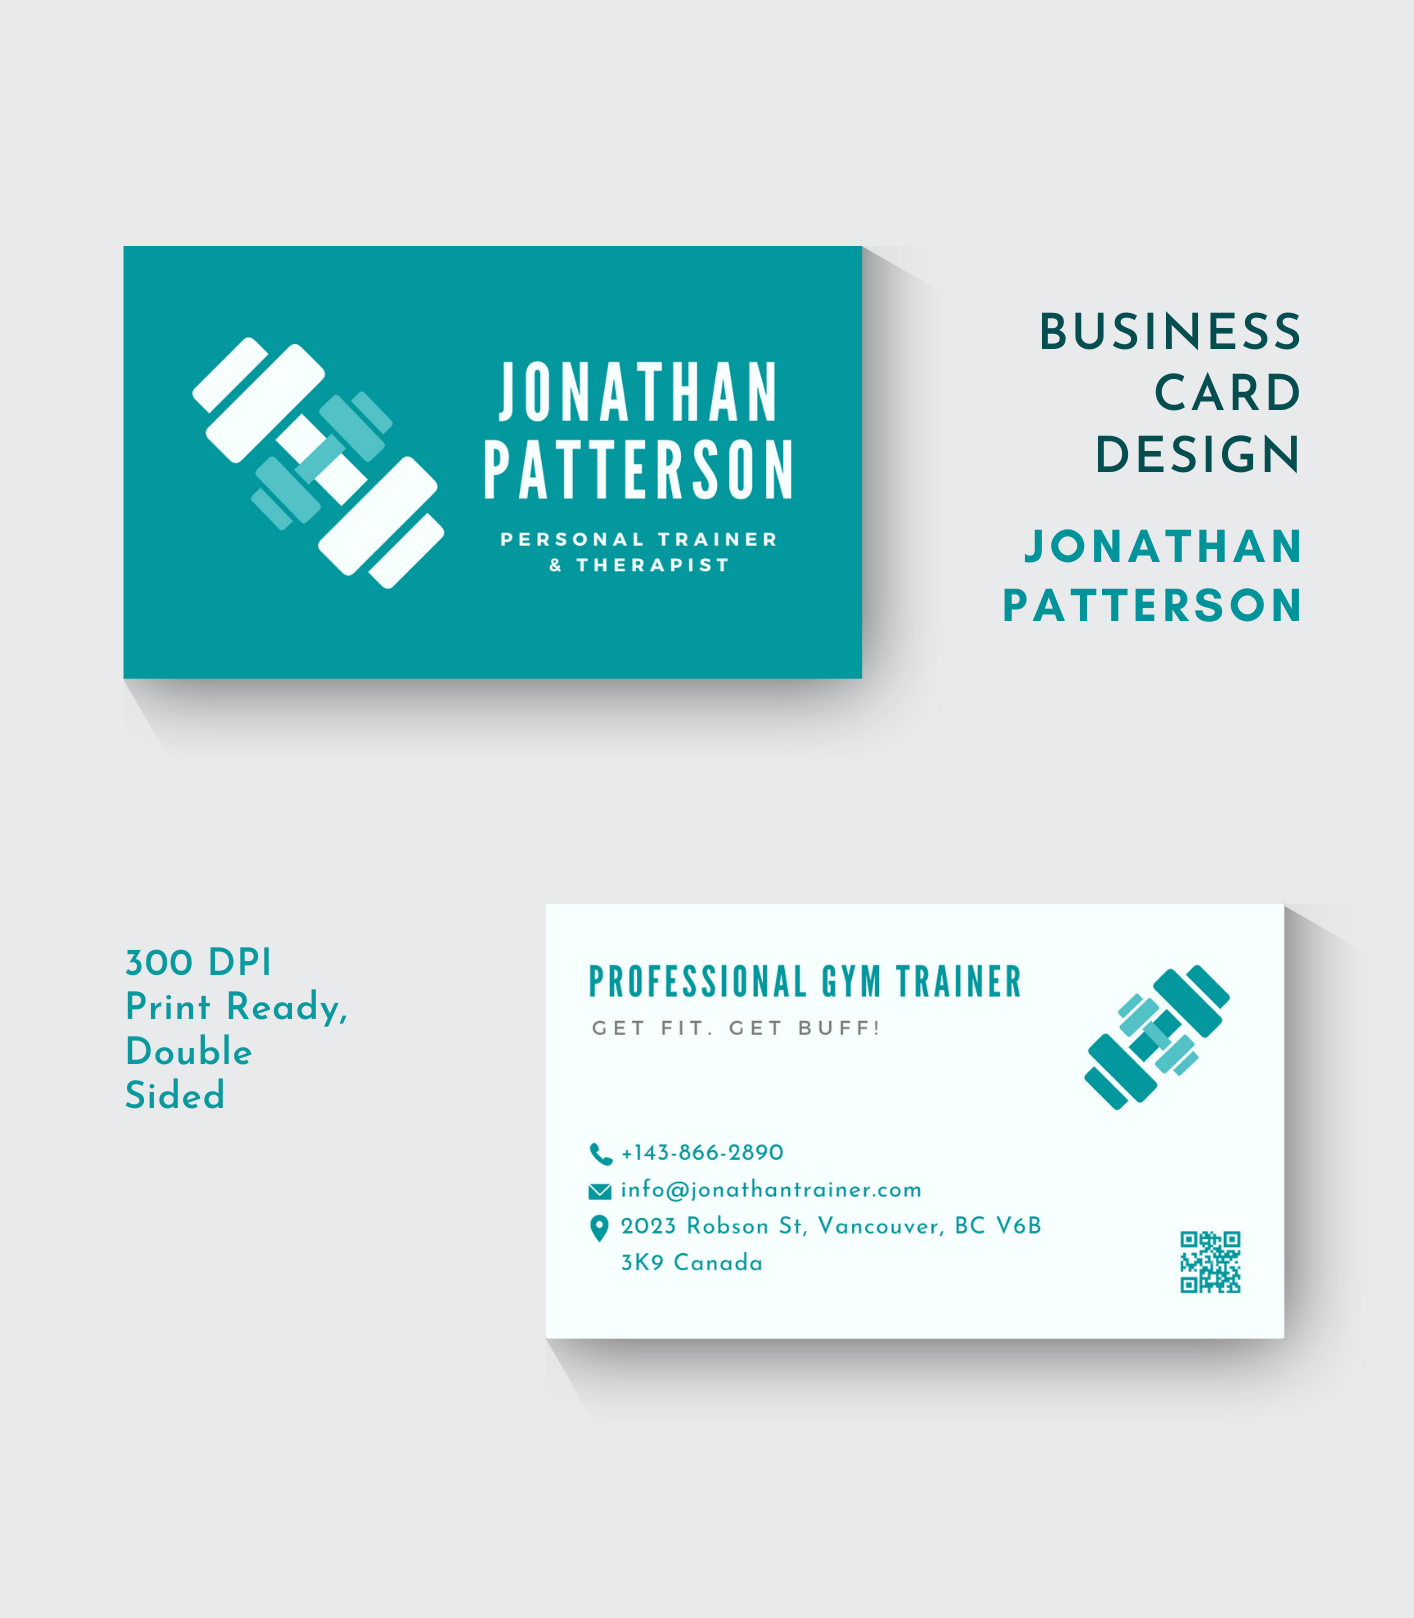 JONATHAN
PATTERSON
PERSONAL TRAINER
& THERAPIST
BUSINESS
CARD
DESIGN
JONATHAN
PATTERSON
300 DPI
Print Ready,
Double
Sided
PROFESSIONAL GYM TRAINER
GET FIT. GET BUFF!
+143-866-2890
info@jonathantrainer.com
2023 Robson St, Vancouver, BC V6B
3K9 Canada